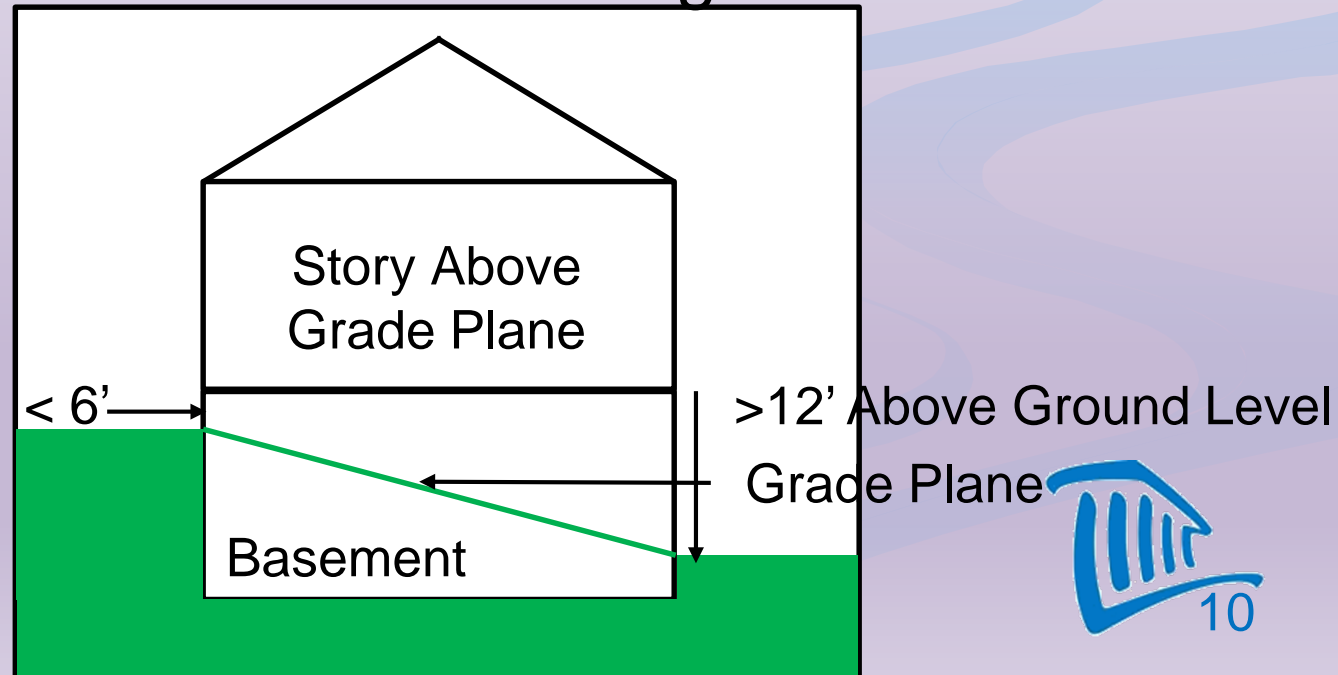 Story Above
Grade Plane
< 6’
>12’ Above Ground Level
Grade Plane
Basement
10